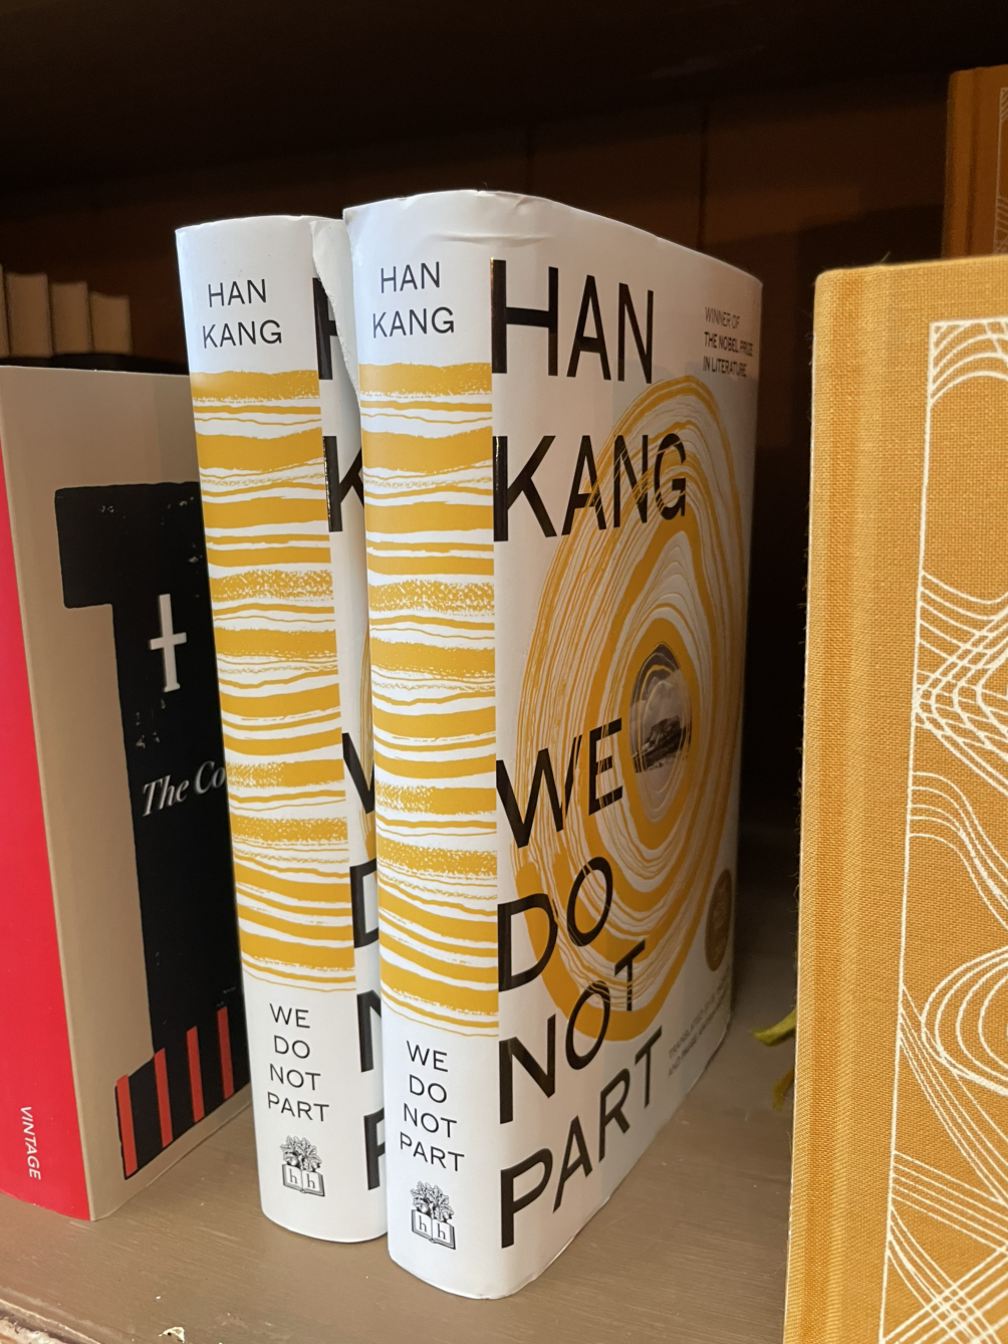 VINTAGE
The Co
HAN
KANG
WE
DO
NOT
PART
h h
HAN
KANG
WE
DO
NOT
PART
h h
HAN
KANG
WINNER OF
THE NOBEL PRIZE
IN LITERATURE
WE
DO
NOT
PART